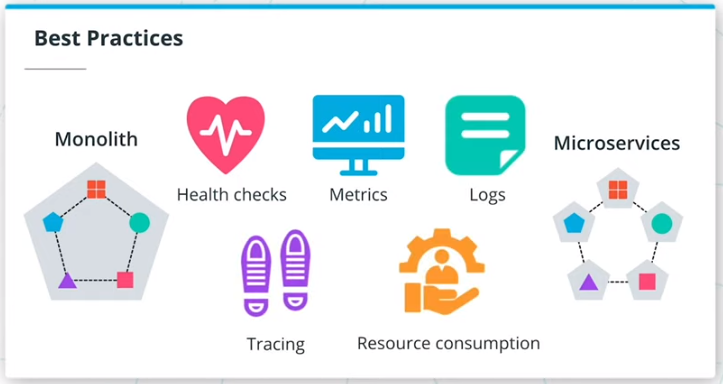 Best Practices
Monolith
Health checks
Metrics
Logs
Microservices
Tracing
Resource consumption